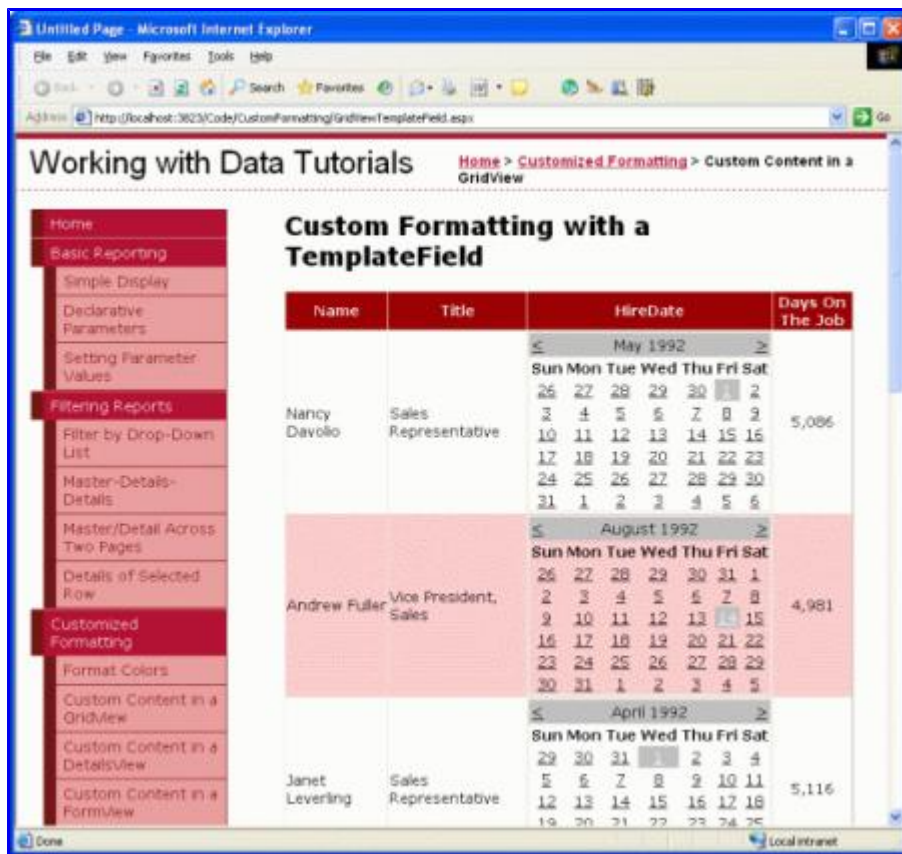 Untitled Page - Microsoft Internet Explorer
File Edit View Favorites Tools Help
Back Search Favorites
Address http://localhost:3823/Code/CustomFormatting/GridViewTemplateField.aspx Go
Working with Data Tutorials
Home > Customized Formatting > Custom Content in a
GridView
Home
Basic Reporting
Simple Display
Declarative
Parameters
Setting Parameter
Values
Filtering Reports
Filter by Drop-Down
List
Master-Details-
Details
Master/Detail Across
Two Pages
Details of Selected
Row
Customized
Formatting
Format Colors
Custom Content in a
GridView
Custom Content in a
DetailsView
Custom Content in a
FormView
Custom Formatting with a
TemplateField
Name Title HireDate Days On
The Job
< May 1992 >
Sun Mon Tue Wed Thu Fri Sat
26 27 28 29 30 1 2
3 4 5 6 7 8 9
10 11 12 13 14 15 16
17 18 19 20 21 22 23
24 25 26 27 28 29 30
31 1 2 3 4 5 6
Nancy
Davolio
Sales
Representative
5,086
< August 1992 >
Sun Mon Tue Wed Thu Fri Sat
26 27 28 29 30 31 1
2 3 4 5 6 7 8
9 10 11 12 13 14 15
16 17 18 19 20 21 22
23 24 25 26 27 28 29
30 31 1 2 3 4 5
Andrew Fuller
Vice President,
Sales
4,981
< April 1992 >
Sun Mon Tue Wed Thu Fri Sat
29 30 31 1 2 3 4
5 6 7 8 9 10 11
12 13 14 15 16 17 18
19 20 21 22 23 24 25
Janet
Leverling
Sales
Representative
5,116
Done
Local intranet